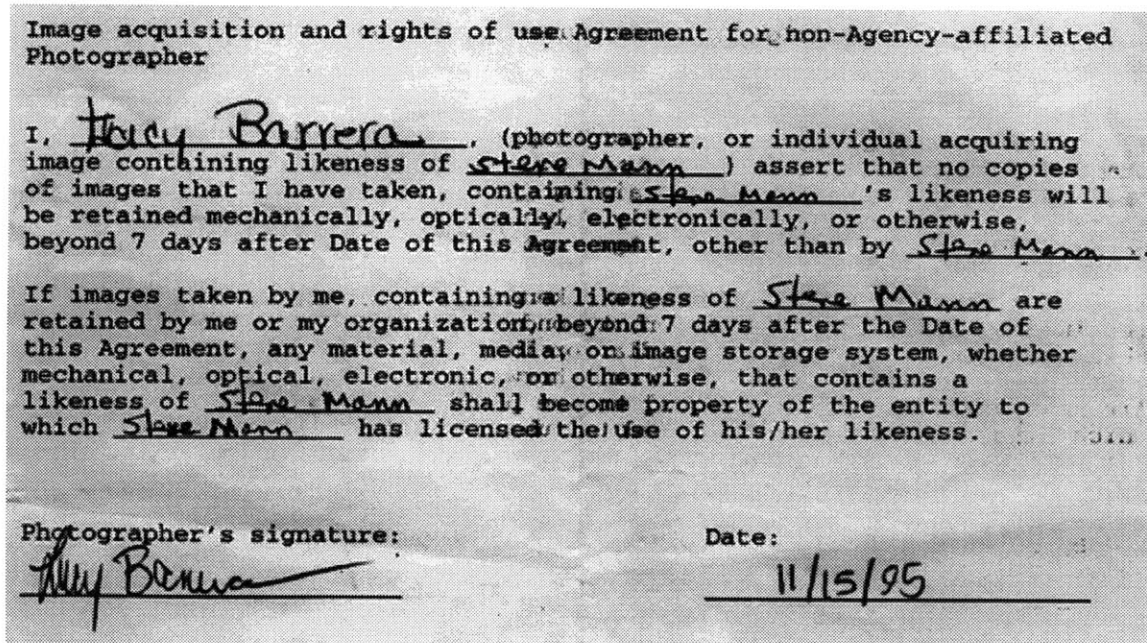 Image acquisition and rights of use Agreement for hon-Agency-affiliated
Photographer
I, Tracy Barrera, (photographer, or individual acquiring
image containing likeness of Steve Mann) assert that no copies
of images that I have taken, containing Steve Mann's likeness will
be retained mechanically, optically, electronically, or otherwise,
beyond 7 days after Date of this Agreement, other than by Steve Mann.
If images taken by me, containing a likeness of Steve Mann are
retained by me or my organization, beyond 7 days after the Date of
this Agreement, any material, media, or image storage system, whether
mechanical, optical, electronic, or otherwise, that contains a
likeness of Steve Mann shall become property of the entity to
which Steve Mann has licensed the use of his/her likeness.
Photographer's signature: Date:
Tracy Barrera 11/15/95